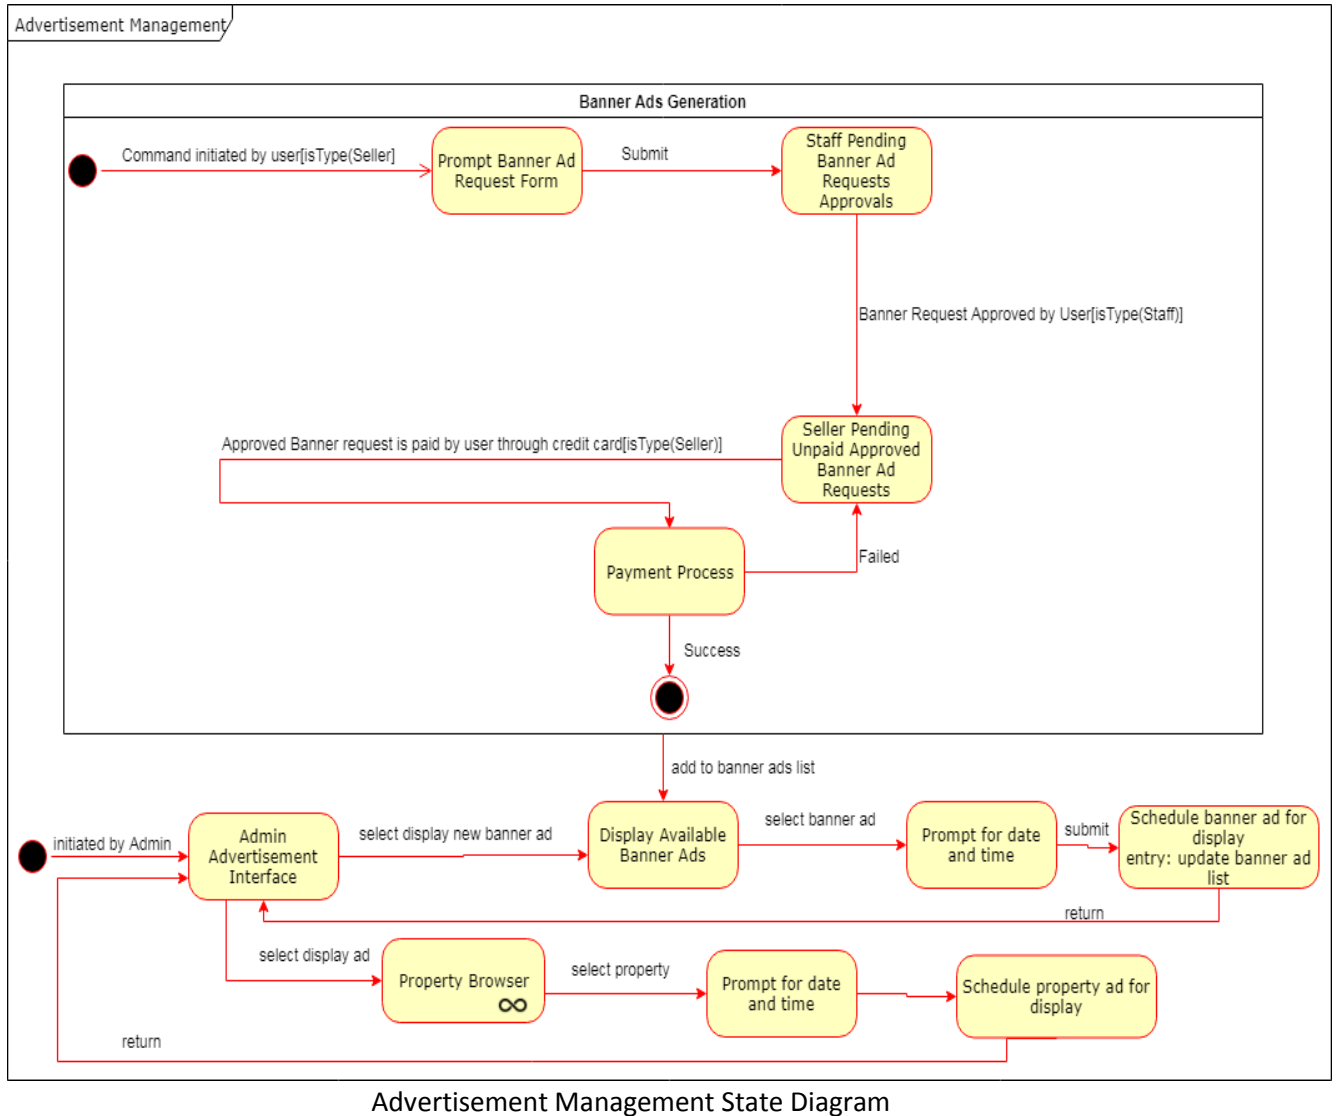 Advertisement Management
Banner Ads Generation
Command initiated by user[isType(Seller]
Prompt Banner Ad
Request Form
Submit
Staff Pending
Banner Ad
Requests
Approvals
Banner Request Approved by User[isType(Staff)]
Seller Pending
Unpaid Approved
Banner Ad
Requests
Approved Banner request is paid by user through credit card[isType(Seller)]
Payment Process
Failed
Success
add to banner ads list
initiated by Admin
Admin
Advertisement
Interface
select display new banner ad
Display Available
Banner Ads
select banner ad
Prompt for date
and time
submit
Schedule banner ad for
display
entry: update banner ad
list
return
select display ad
Property Browser
select property
Prompt for date
and time
Schedule property ad for
display
return
Advertisement Management State Diagram